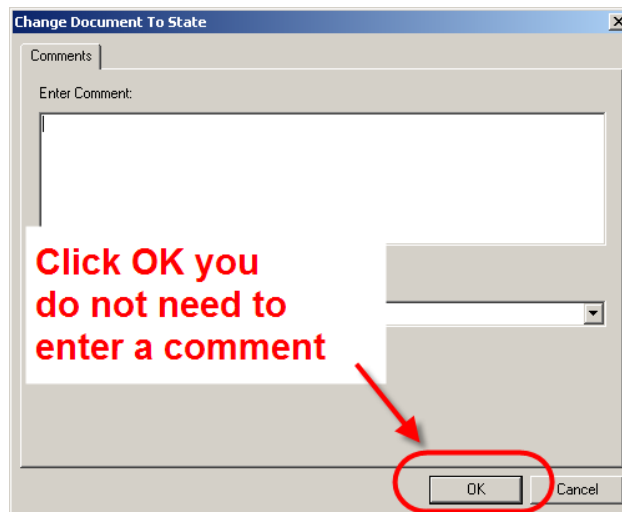 Change Document To State
Comments
Enter Comment:
Click OK you
do not need to
enter a comment
OK
Cancel